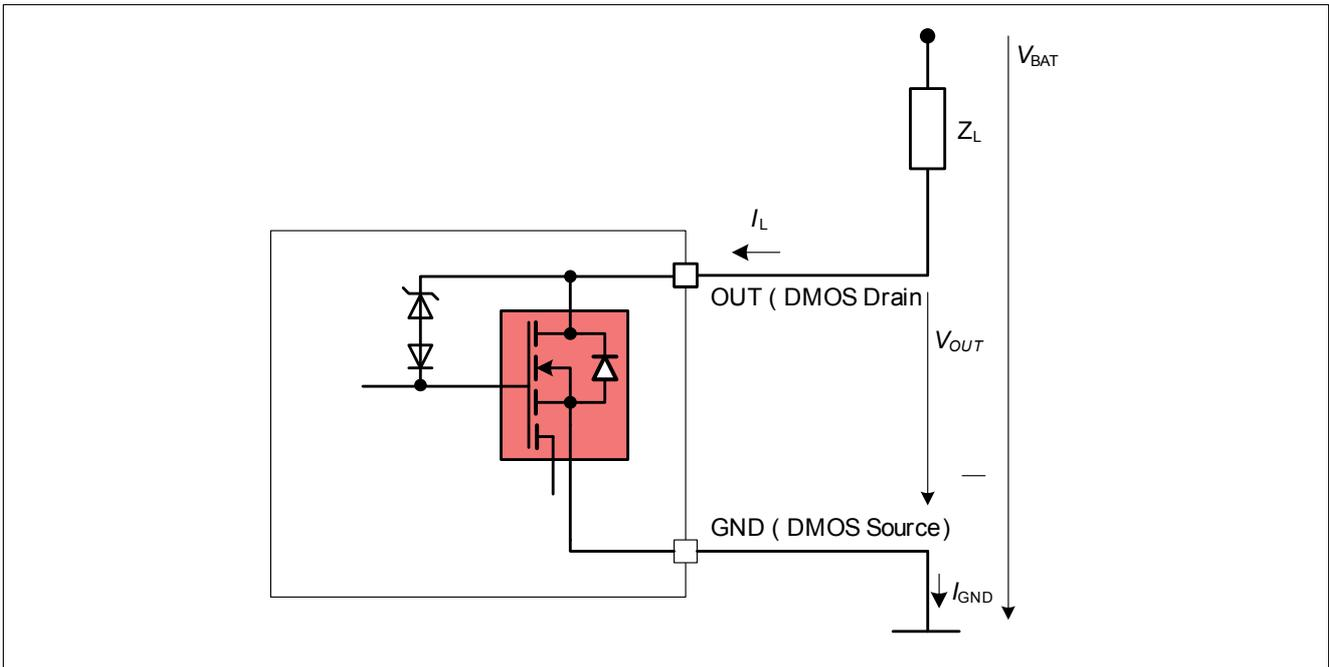 V_BAT
Z_L
I_L
OUT ( DMOS Drain
V_OUT
GND ( DMOS Source)
I_GND